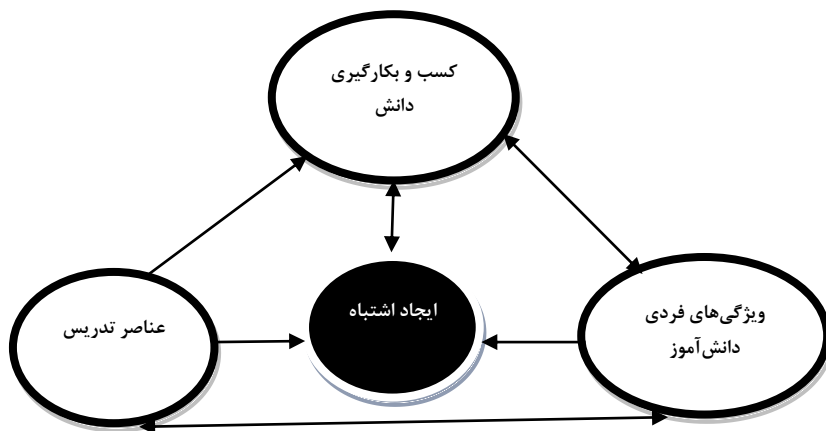 کسب و بکارگیری
دانش
ویژگی‌های فردی
دانش‌آموز
ایجاد اشتباه
عناصر تدریس